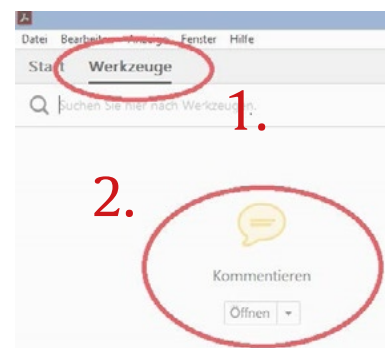 Datei Bearbeiten Anzeige Fenster Hilfe
Start Werkzeuge
Suchen Sie hier nach Werkzeugen.
1.
2.
Kommentieren
Öffnen